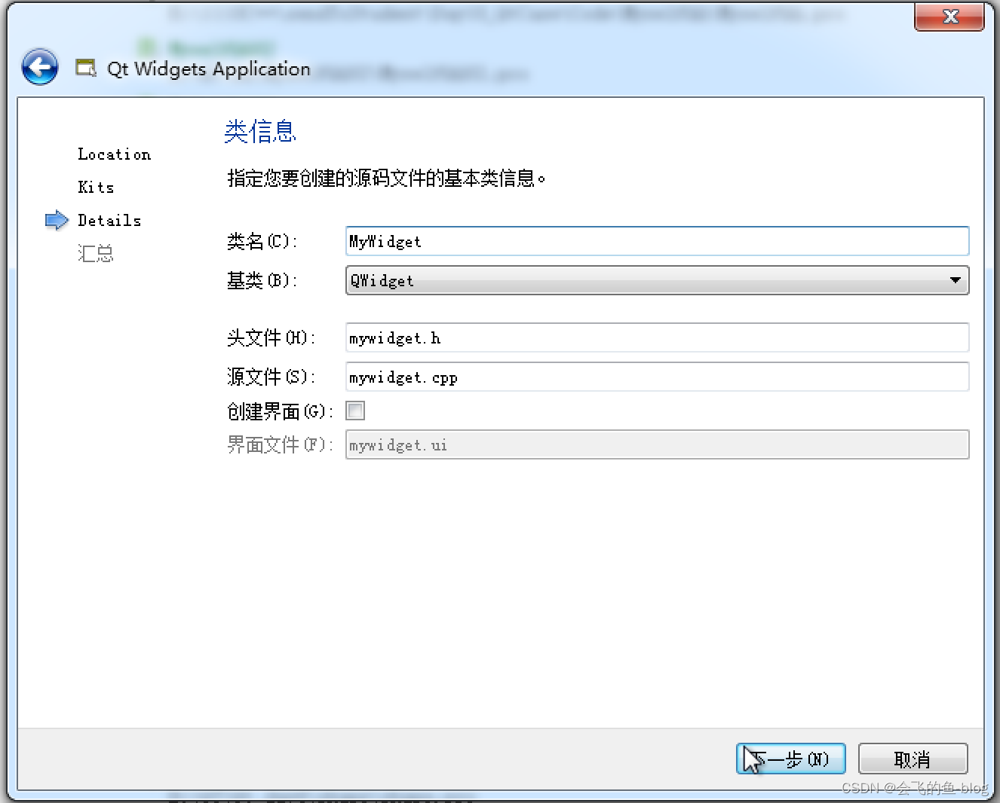 Qt Widgets Application
类信息
Location
Kits
Details
汇总
指定您要创建的源码文件的基本类信息。
类名(C): MyWidget
基类(B): QWidget
头文件(H): mywidget.h
源文件(S): mywidget.cpp
创建界面(G):
界面文件(F): mywidget.ui
下一步(N)
取消
CSDN @会飞的鱼-blog